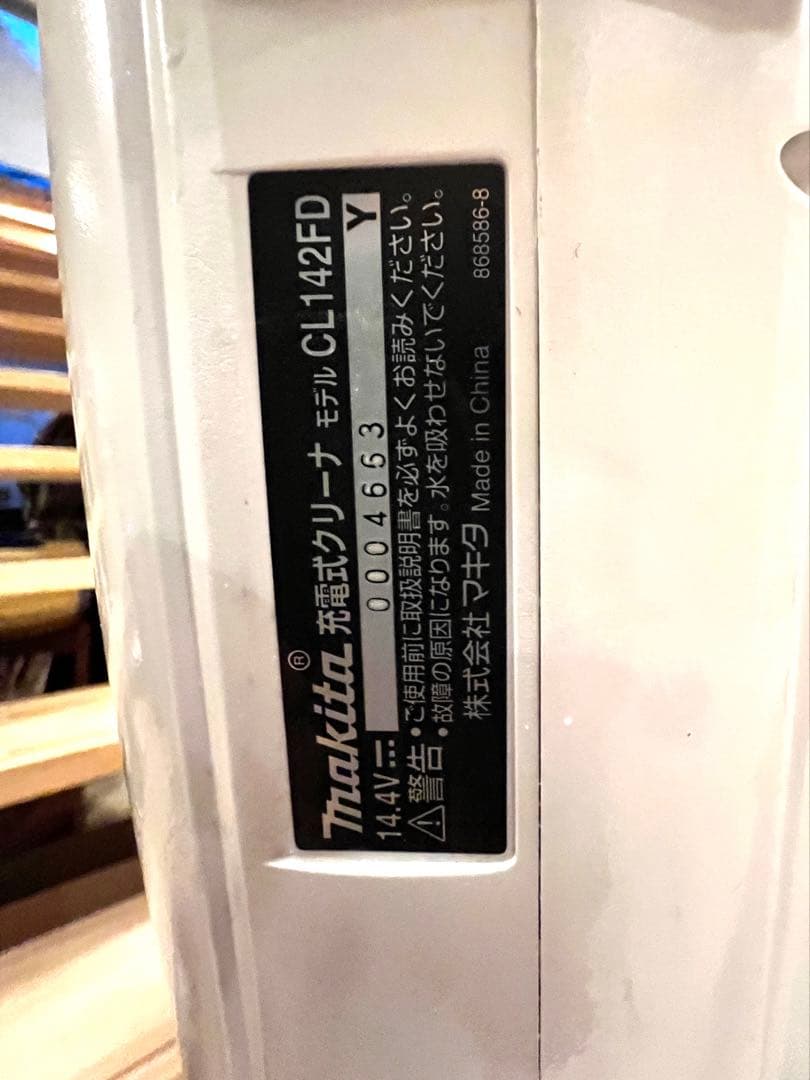 makita® 充電式クリーナ モデル CL142FD
14.4V⎓ 0004653 Y
⚠警告 • ご使用前に取扱説明書を必ずよくお読みください。
• 故障の原因になります。水を吸わせないでください。
株式会社 マキタ Made in China 868586-8